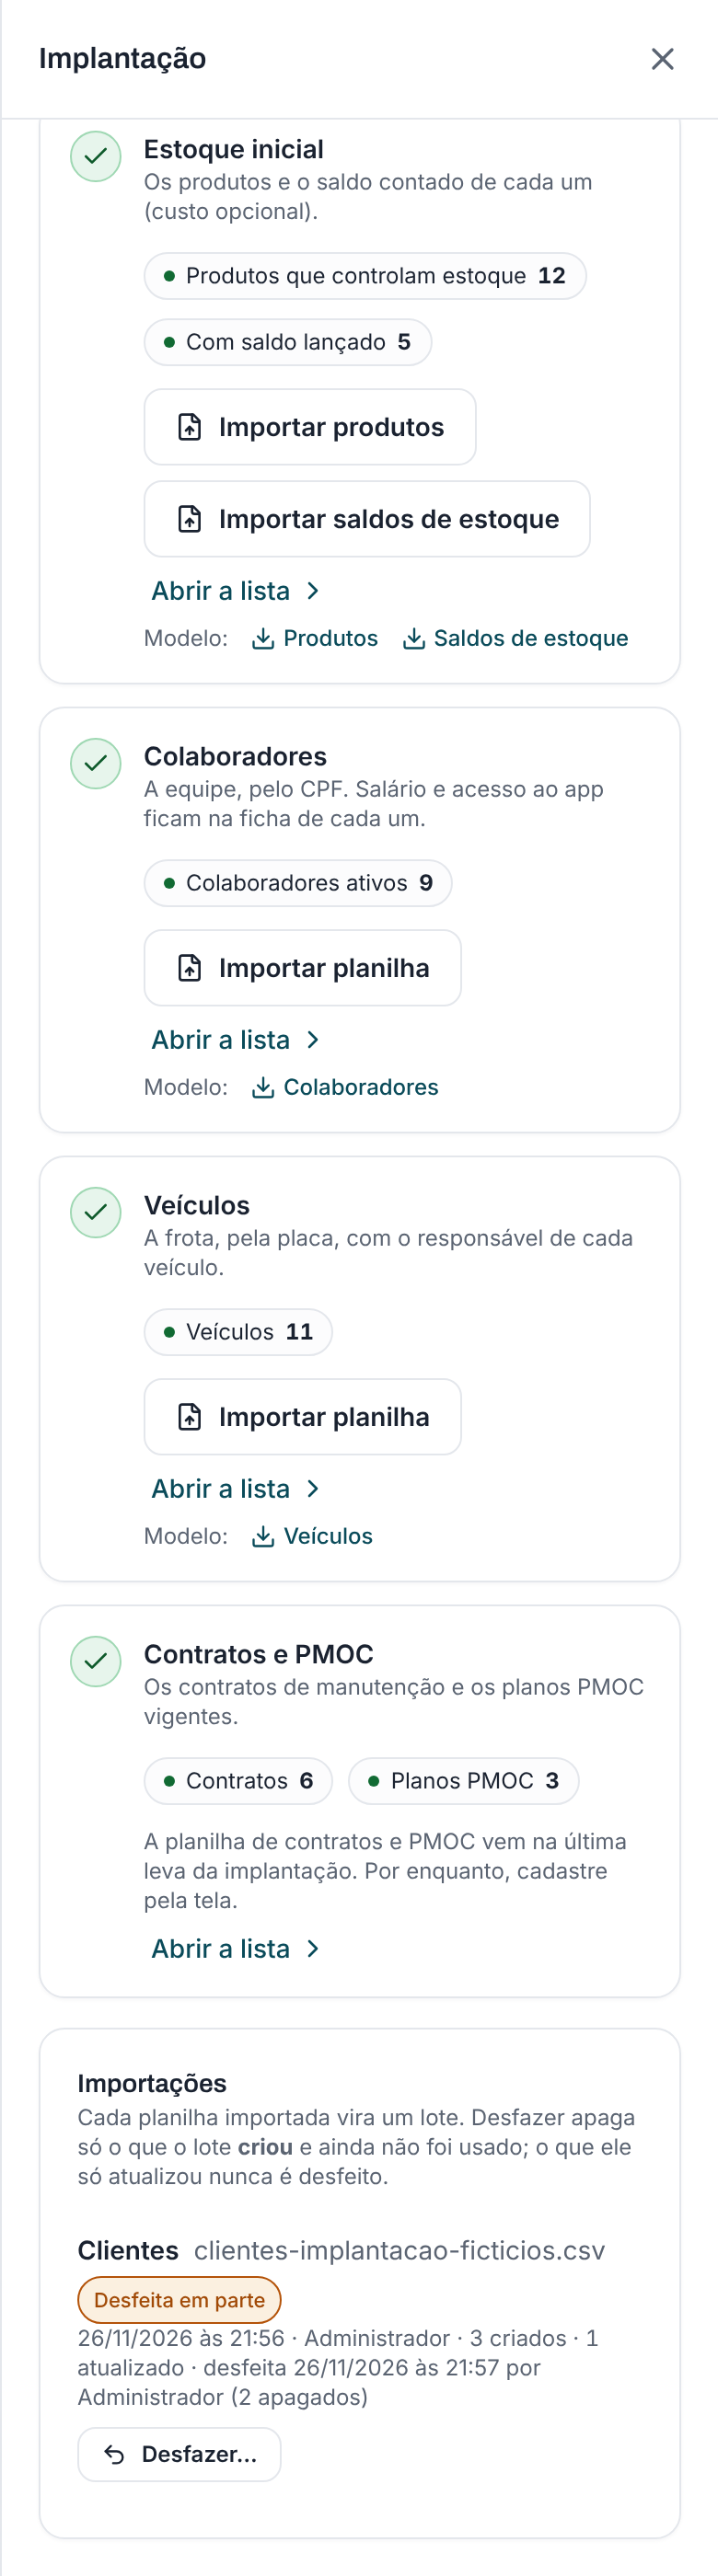 Implantação
Estoque inicial
Os produtos e o saldo contado de cada um
(custo opcional).
Produtos que controlam estoque 12
Com saldo lançado 5
Importar produtos
Importar saldos de estoque
Abrir a lista
Modelo: Produtos Saldos de estoque
Colaboradores
A equipe, pelo CPF. Salário e acesso ao app
ficam na ficha de cada um.
Colaboradores ativos 9
Importar planilha
Abrir a lista
Modelo: Colaboradores
Veículos
A frota, pela placa, com o responsável de cada
veículo.
Veículos 11
Importar planilha
Abrir a lista
Modelo: Veículos
Contratos e PMOC
Os contratos de manutenção e os planos PMOC
vigentes.
Contratos 6 Planos PMOC 3
A planilha de contratos e PMOC vem na última
leva da implantação. Por enquanto, cadastre
pela tela.
Abrir a lista
Importações
Cada planilha importada vira um lote. Desfazer apaga
só o que o lote criou e ainda não foi usado; o que ele
só atualizou nunca é desfeito.
Clientes clientes-implantacao-ficticios.csv
Desfeita em parte
26/11/2026 às 21:56 · Administrador · 3 criados · 1
atualizado · desfeita 26/11/2026 às 21:57 por
Administrador (2 apagados)
Desfazer...